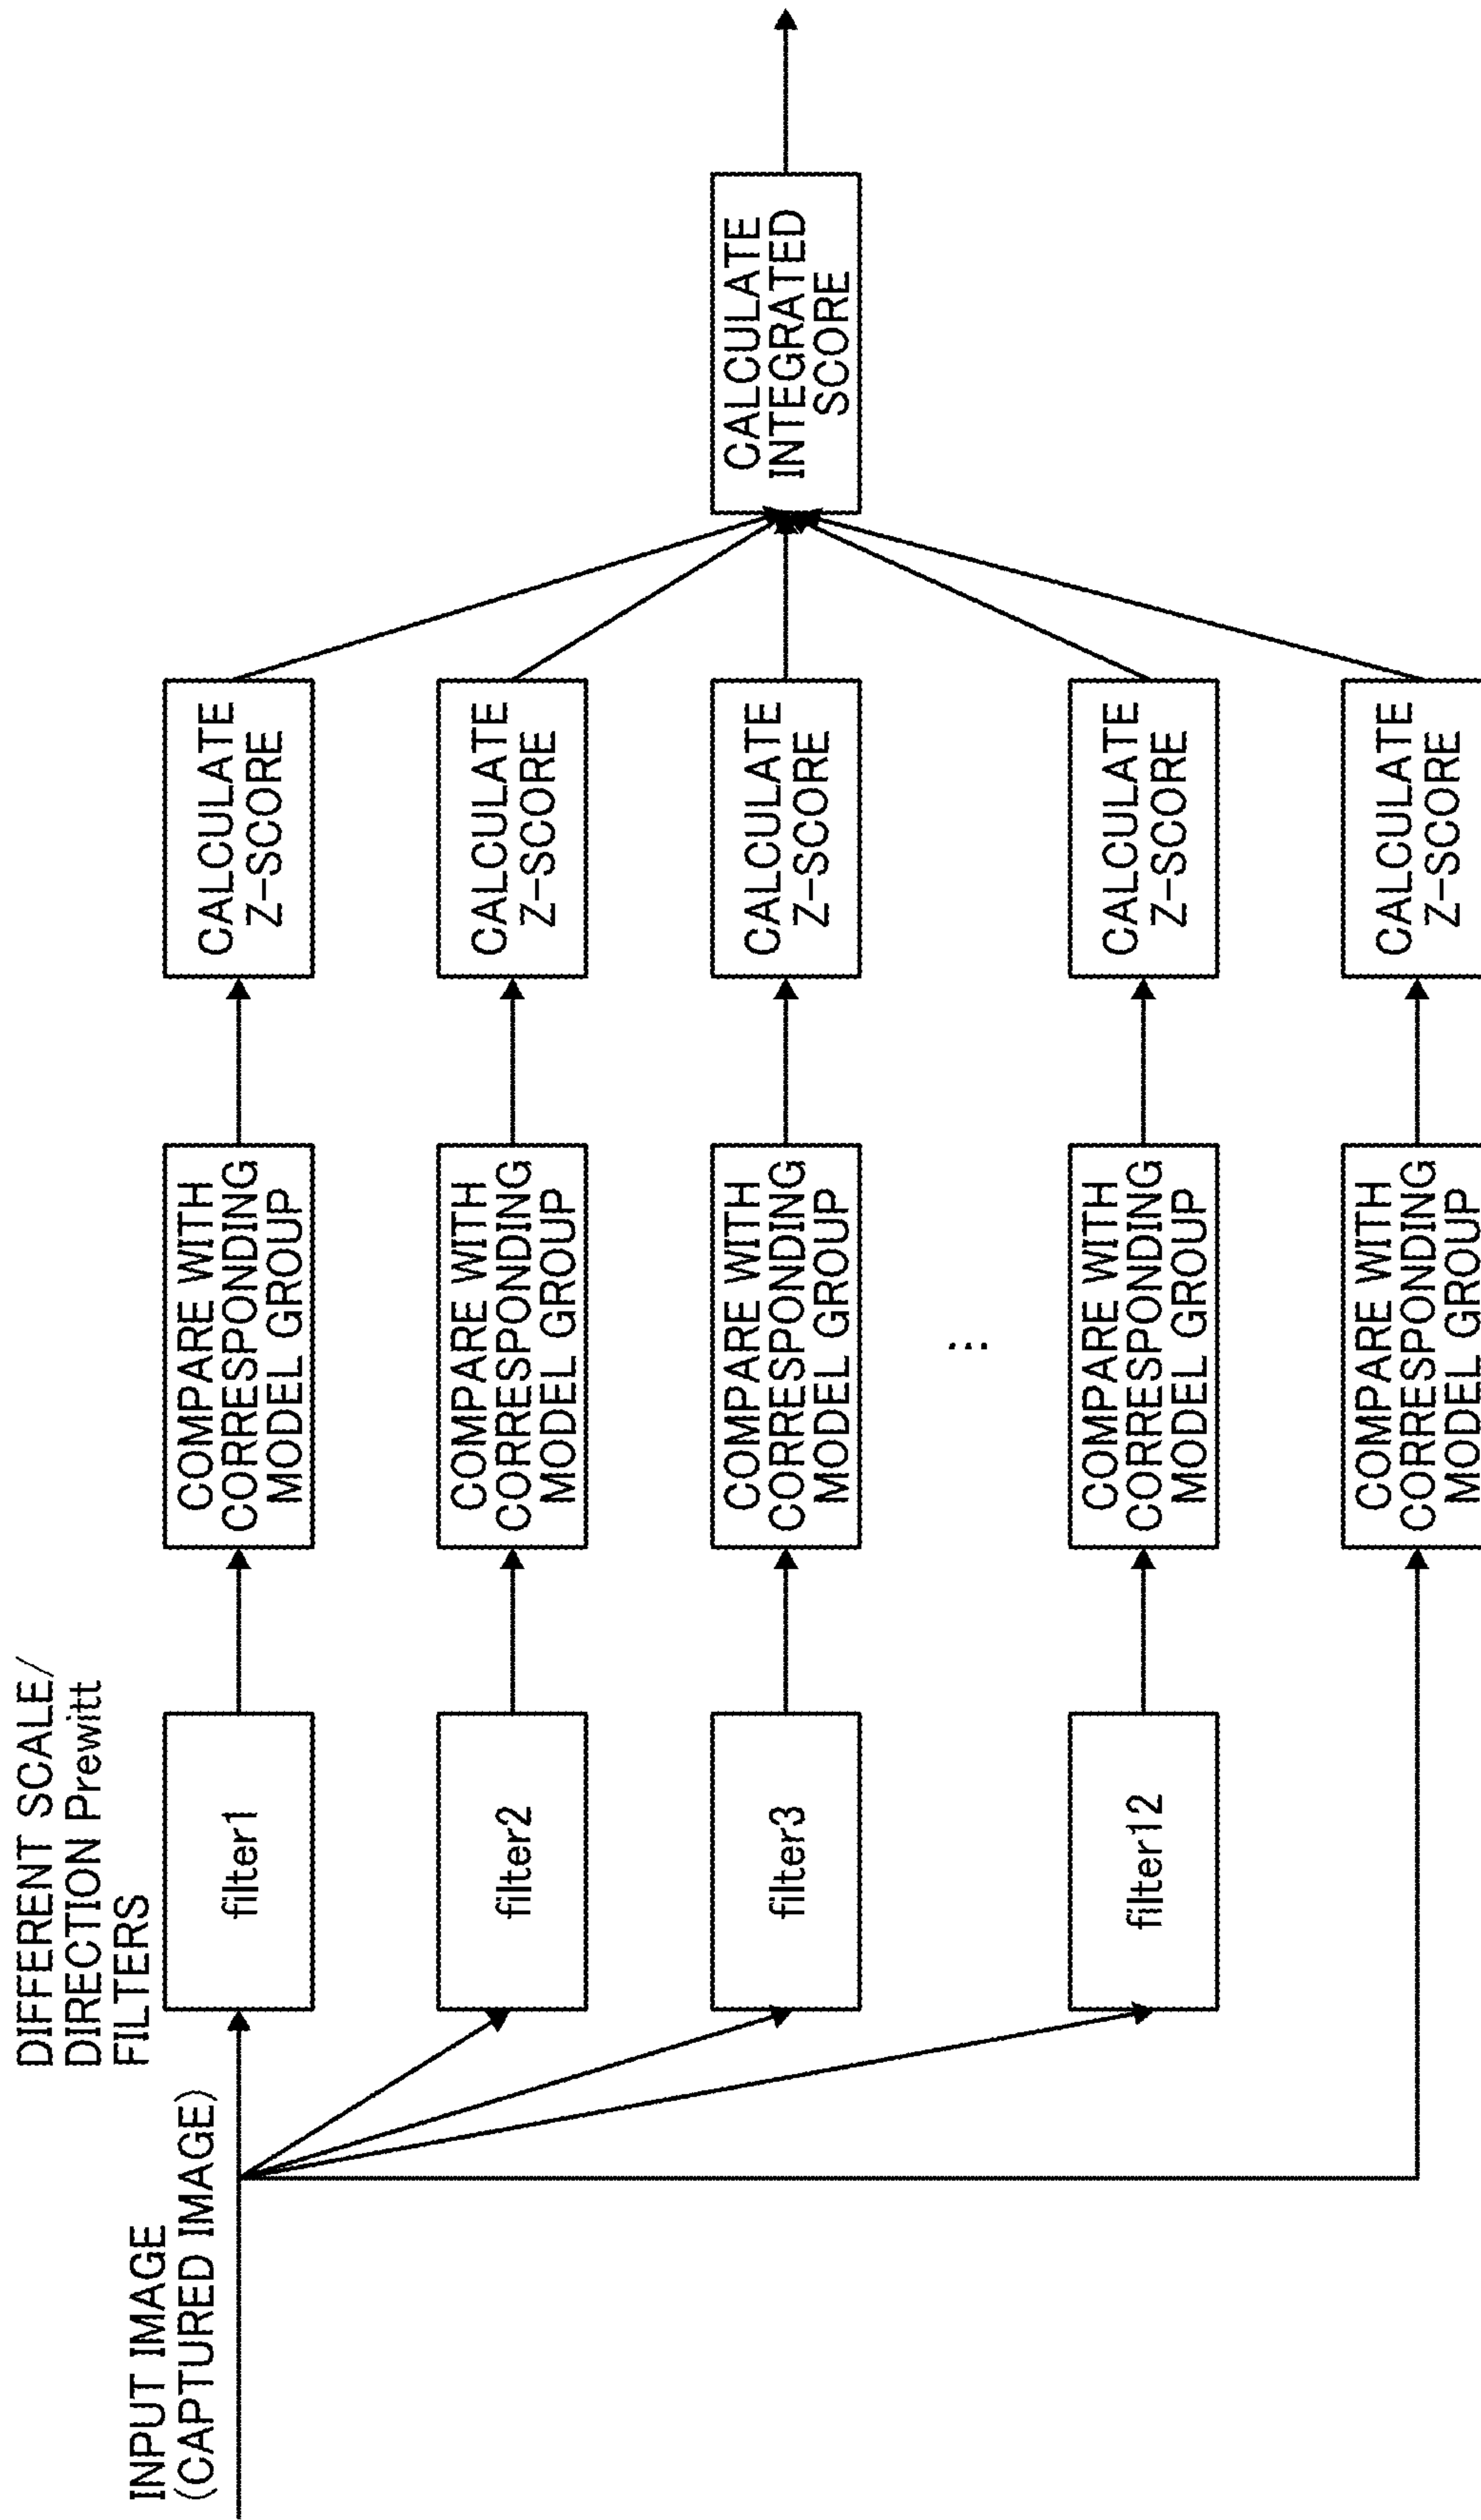 INPUT IMAGE
(CAPTURED IMAGE)
DIFFERENT SCALE/
DIRECTION Prewitt
FILTERS
filter1
COMPARE WITH
CORRESPONDING
MODEL GROUP
CALCULATE
Z-SCORE
filter2
COMPARE WITH
CORRESPONDING
MODEL GROUP
CALCULATE
Z-SCORE
filter3
COMPARE WITH
CORRESPONDING
MODEL GROUP
CALCULATE
Z-SCORE
CALCULATE
INTEGRATED
SCORE
...
filter12
COMPARE WITH
CORRESPONDING
MODEL GROUP
CALCULATE
Z-SCORE
COMPARE WITH
CORRESPONDING
MODEL GROUP
CALCULATE
Z-SCORE